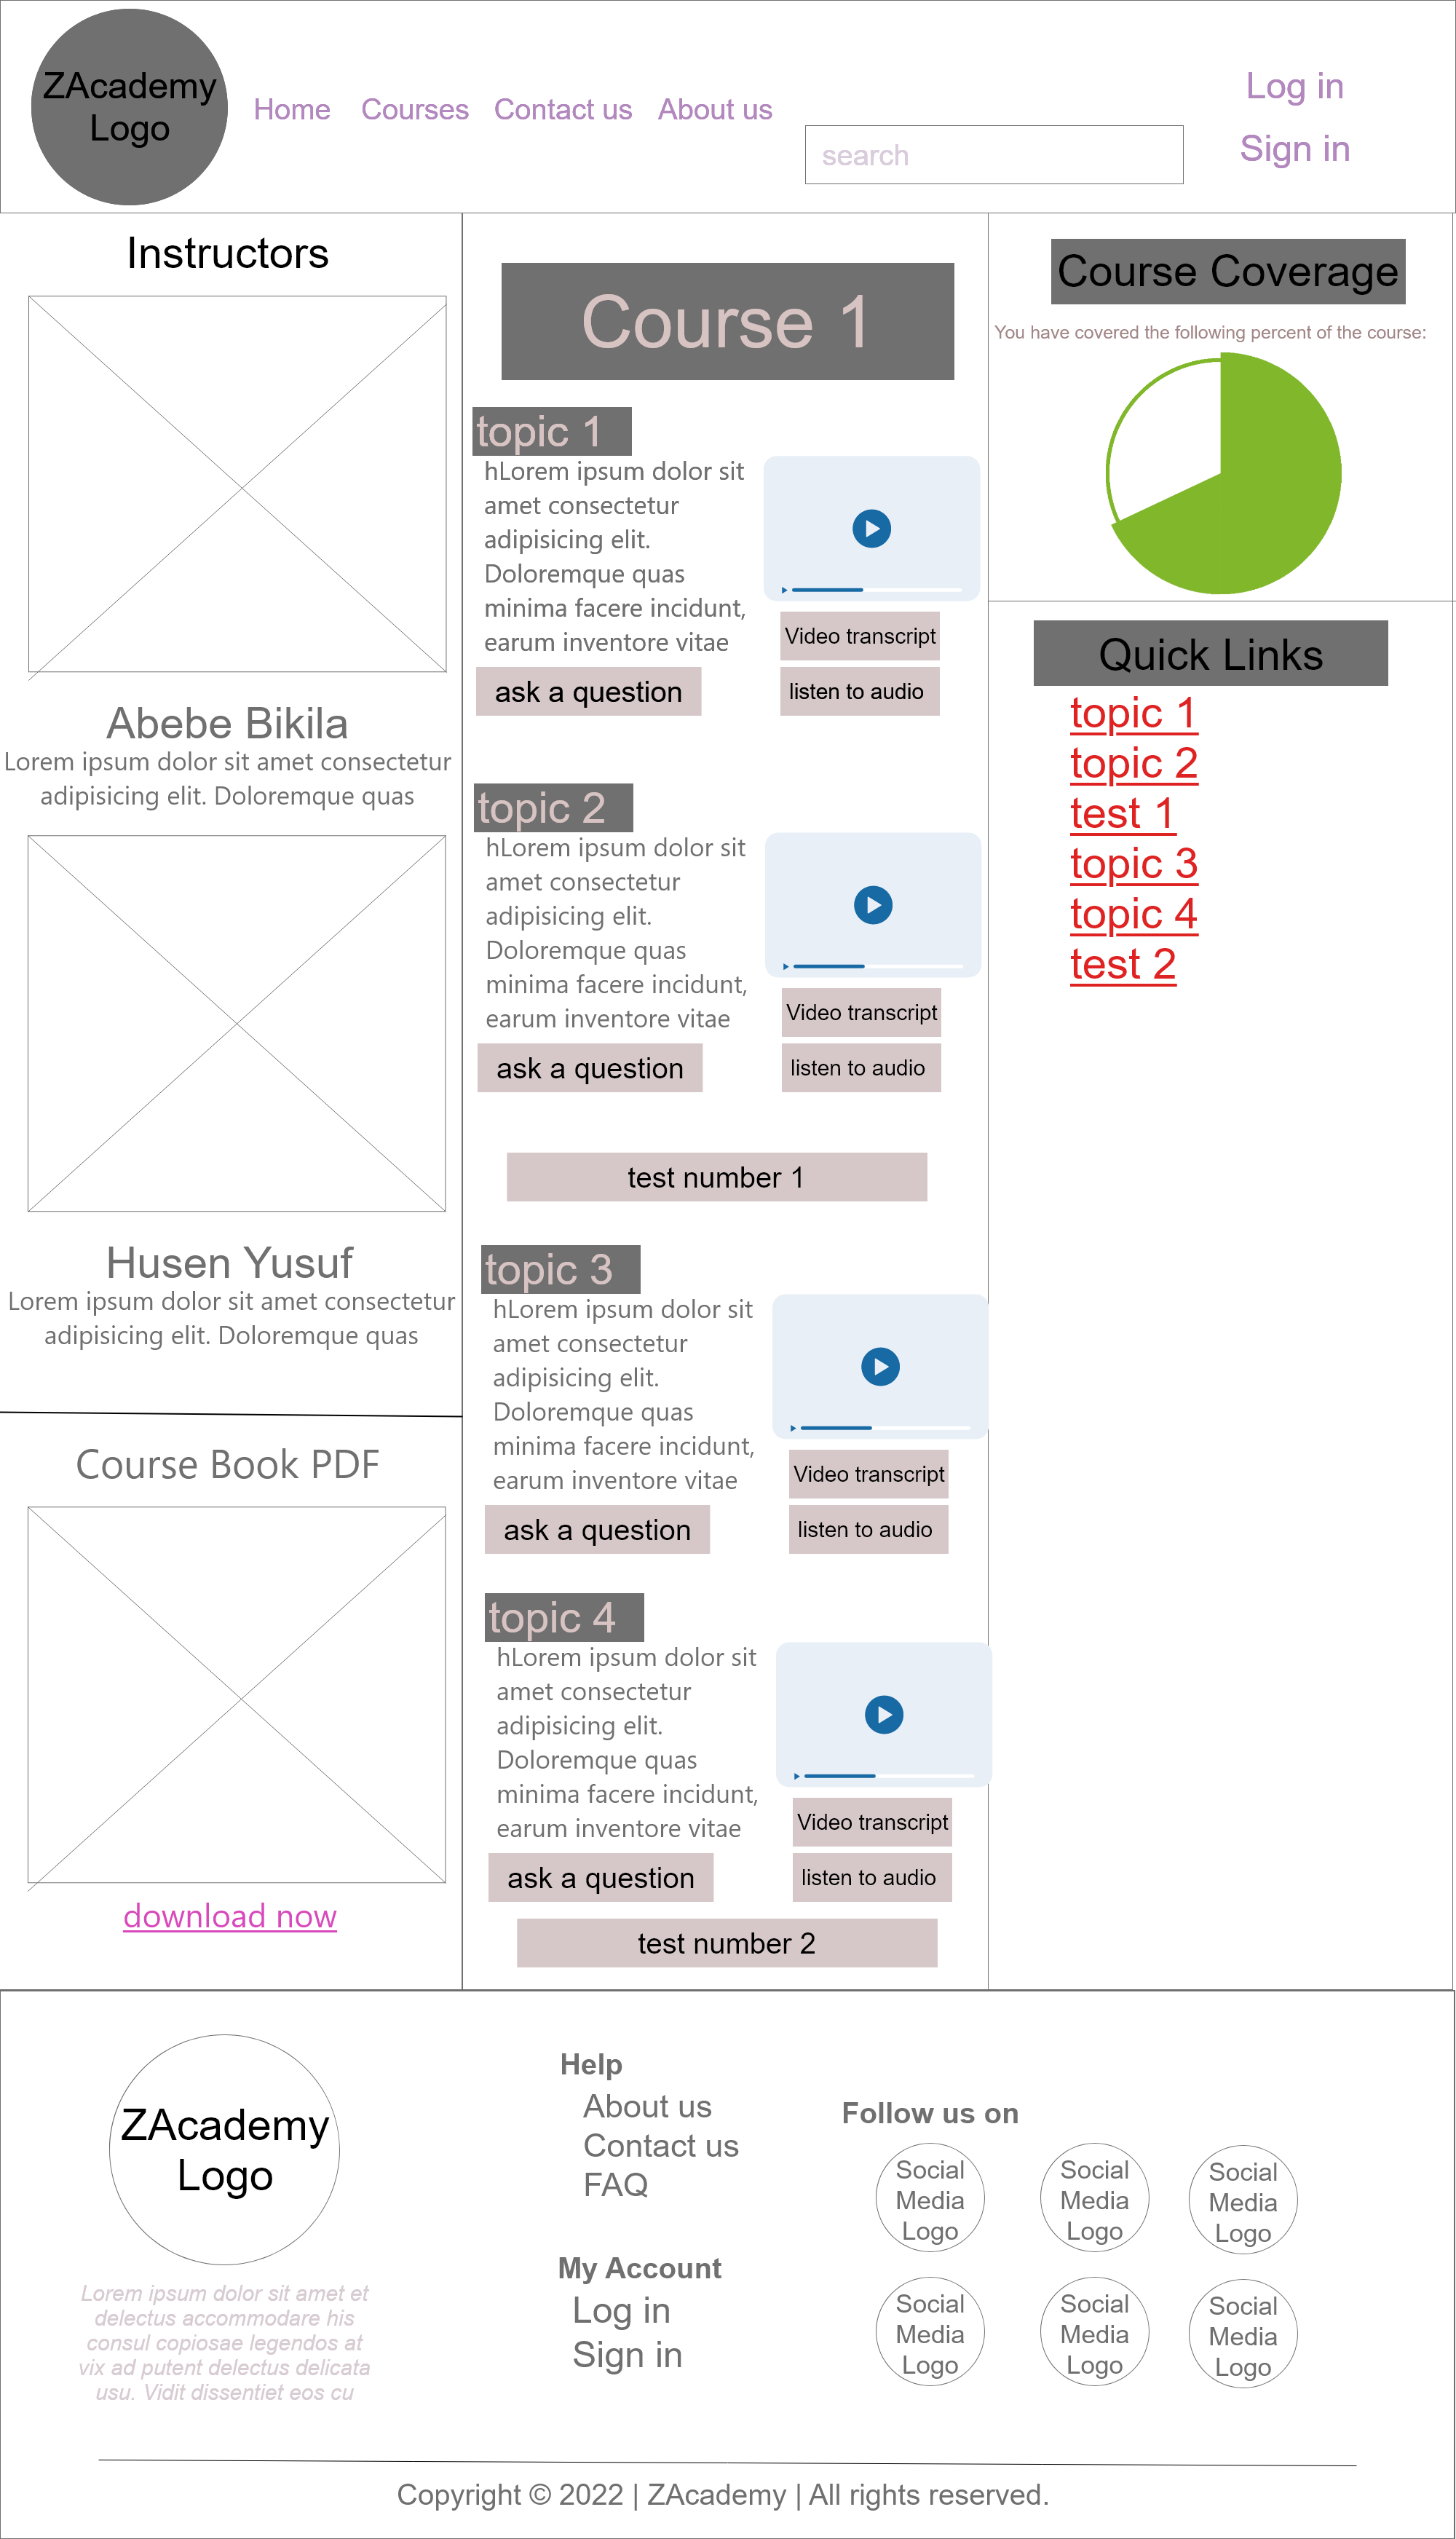 ZAcademy
Logo
Home
Courses
Contact us
About us
search
Log in
Sign in
Instructors
Abebe Bikila
Lorem ipsum dolor sit amet consectetur
adipisicing elit. Doloremque quas
Husen Yusuf
Lorem ipsum dolor sit amet consectetur
adipisicing elit. Doloremque quas
Course Book PDF
download now
Course 1
topic 1
hLorem ipsum dolor sit
amet consectetur
adipisicing elit.
Doloremque quas
minima facere incidunt,
earum inventore vitae
ask a question
Video transcript
listen to audio
topic 2
hLorem ipsum dolor sit
amet consectetur
adipisicing elit.
Doloremque quas
minima facere incidunt,
earum inventore vitae
ask a question
Video transcript
listen to audio
test number 1
topic 3
hLorem ipsum dolor sit
amet consectetur
adipisicing elit.
Doloremque quas
minima facere incidunt,
earum inventore vitae
ask a question
Video transcript
listen to audio
topic 4
hLorem ipsum dolor sit
amet consectetur
adipisicing elit.
Doloremque quas
minima facere incidunt,
earum inventore vitae
ask a question
Video transcript
listen to audio
test number 2
Course Coverage
You have covered the following percent of the course:
Quick Links
topic 1
topic 2
test 1
topic 3
topic 4
test 2
ZAcademy
Logo
Lorem ipsum dolor sit amet et
delectus accommodare his
consul copiosae legendos at
vix ad putent delectus delicata
usu. Vidit dissentiet eos cu
Help
About us
Contact us
FAQ
My Account
Log in
Sign in
Follow us on
Social
Media
Logo
Social
Media
Logo
Social
Media
Logo
Social
Media
Logo
Social
Media
Logo
Social
Media
Logo
Copyright © 2022 | ZAcademy | All rights reserved.